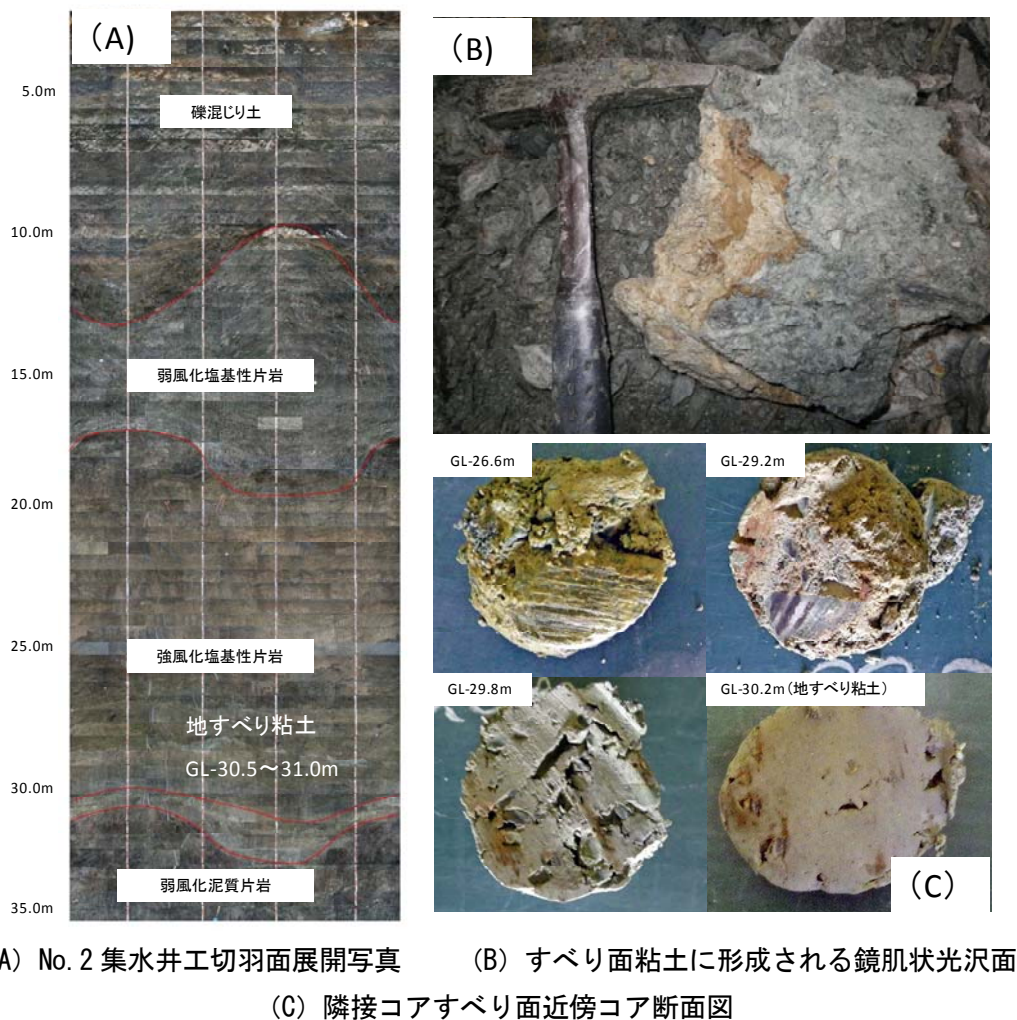 （A）
5.0m
礫混じり土
10.0m
15.0m
弱風化塩基性片岩
20.0m
25.0m
強風化塩基性片岩
地すべり粘土
GL-30.5～31.0m
30.0m
弱風化泥質片岩
35.0m
（B）
GL-26.6m
GL-29.2m
GL-29.8m
GL-30.2m（地すべり粘土）
（C）
A）No.2 集水井工切羽面展開写真　（B）すべり面粘土に形成される鏡肌状光沢面
（C）隣接コアすべり面近傍コア断面図